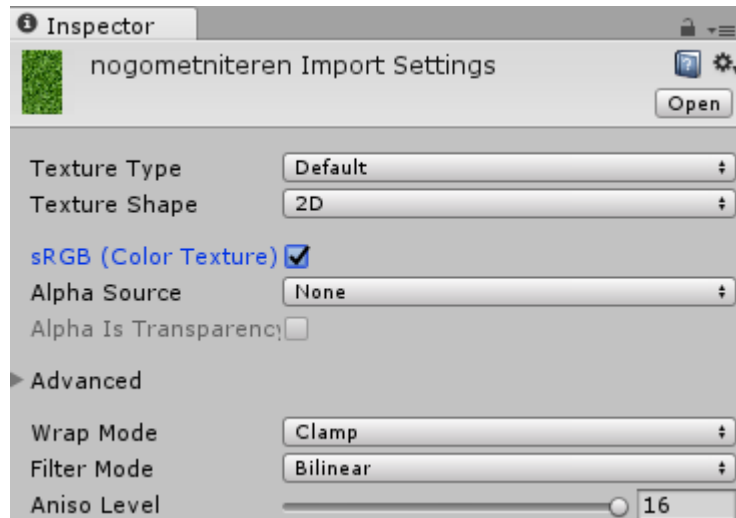 Inspector
nogometniteren Import Settings
Open
Texture Type Default
Texture Shape 2D
sRGB (Color Texture)
Alpha Source None
Alpha Is Transparency
Advanced
Wrap Mode Clamp
Filter Mode Bilinear
Aniso Level 16